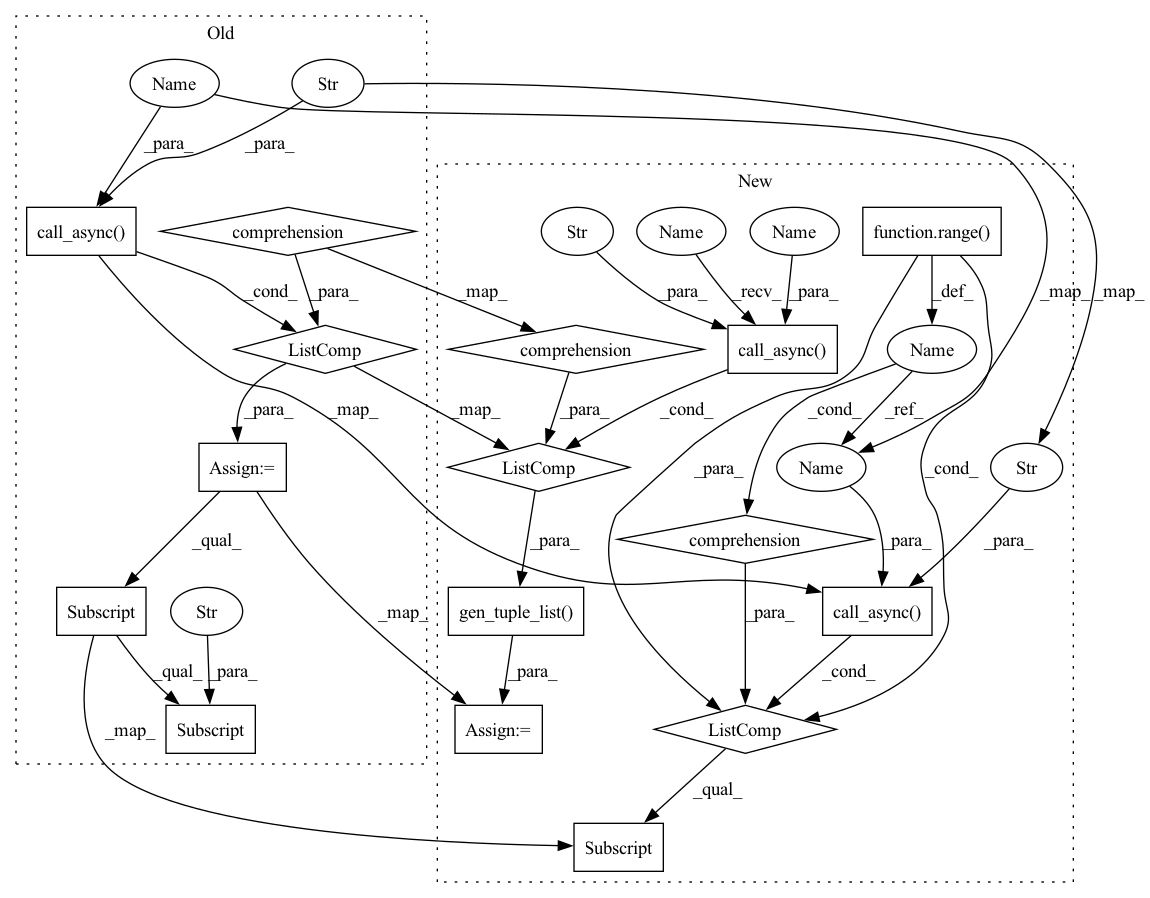 Old
Name
Str
_para_
_para_
New
call_async()
comprehension
Str
Name
Name
function.range()
_cond_
_para_
_map_
_para_
_recv_
_para_
_def_
_map_
_map_
ListComp
comprehension
call_async()
Name
_para_
_map_
_map_
_para_
_cond_
_cond_
_ref_
Assign:=
ListComp
Name
Str
_para_
_cond_
_qual_
_para_
comprehension
_para_
_para_
Subscript
Str
gen_tuple_list()
call_async()
_map_
_para_
_qual_
_para_
_para_
_cond_
Subscript
Assign:=
ListComp
_map_
_qual_
Subscript